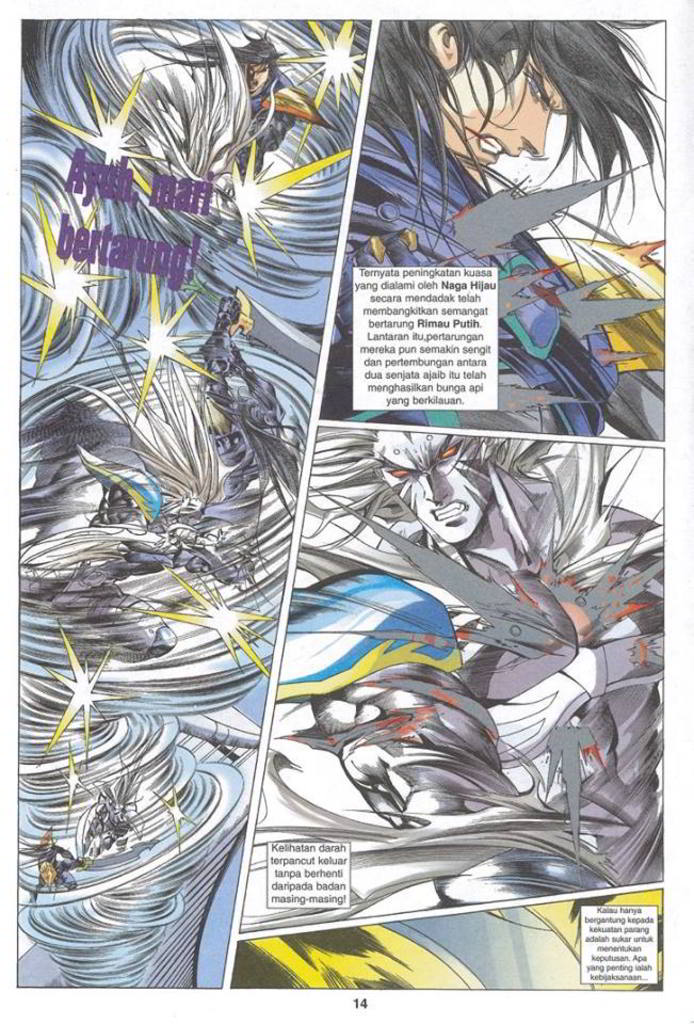 Ayuh, mari
bertarung!
Ternyata peningkatan kuasa
yang dialami oleh Naga Hijau
secara mendadak telah
membangkitkan semangat
bertarung Rimau Putih.
Lantaran itu,pertarungan
mereka pun semakin sengit
dan pertembungan antara
dua senjata ajaib itu telah
menghasilkan bunga api
yang berkilauan.
Kelihatan darah
terpancut keluar
tanpa berhenti
daripada badan
masing-masing!
Kalau hanya
bergantung kepada
kekuatan parang
adalah sukar untuk
menentukan
keputusan. Apa
yang penting ialah
kebijaksanaan...
14